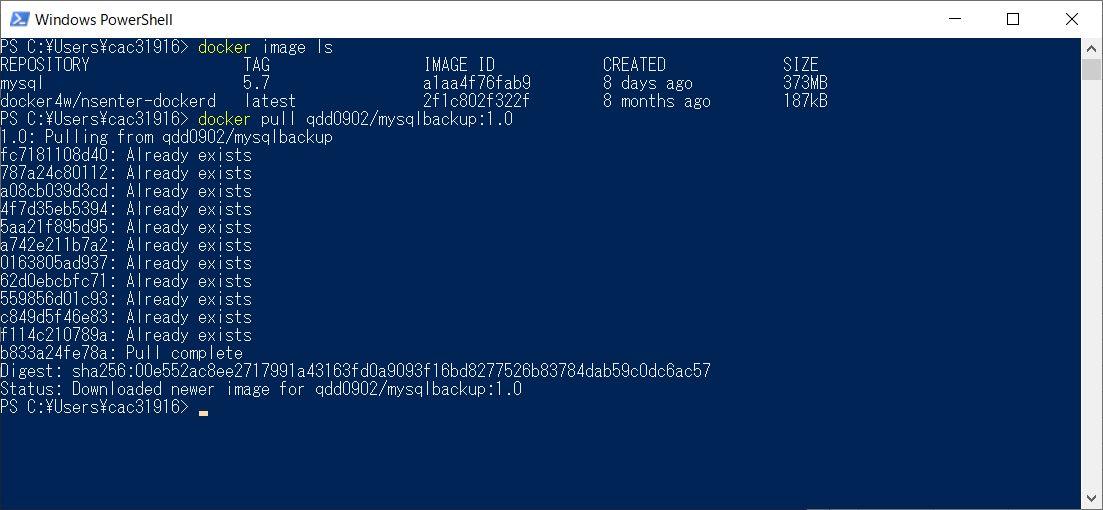 Windows PowerShell
PS C:¥Users¥cac31916> docker image ls
REPOSITORY TAG IMAGE ID CREATED SIZE
mysql 5.7 a1aa4f76fab9 8 days ago 373MB
docker4w/nsenter-dockerd latest 2f1c802f322f 8 months ago 187kB
PS C:¥Users¥cac31916> docker pull qdd0902/mysqlbackup:1.0
1.0: Pulling from qdd0902/mysqlbackup
fc7181108d40: Already exists
787a24c80112: Already exists
a08cb039d3cd: Already exists
4f7d35eb5394: Already exists
5aa21f895d95: Already exists
a742e211b7a2: Already exists
0163805ad937: Already exists
62d0ebcbfc71: Already exists
559856d01c93: Already exists
c849d5f46e83: Already exists
f114c210789a: Already exists
b833a24fe78a: Pull complete
Digest: sha256:00e552ac8ee2717991a43163fd0a9093f16bd8277526b83784dab59c0dc6ac57
Status: Downloaded newer image for qdd0902/mysqlbackup:1.0
PS C:¥Users¥cac31916>